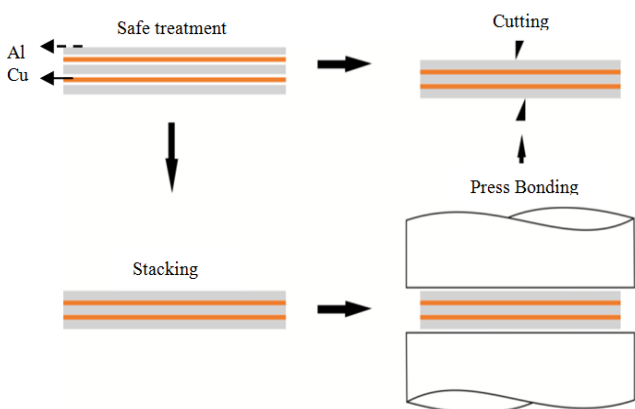 Safe treatment
Cutting
Al
Cu
Press Bonding
Stacking